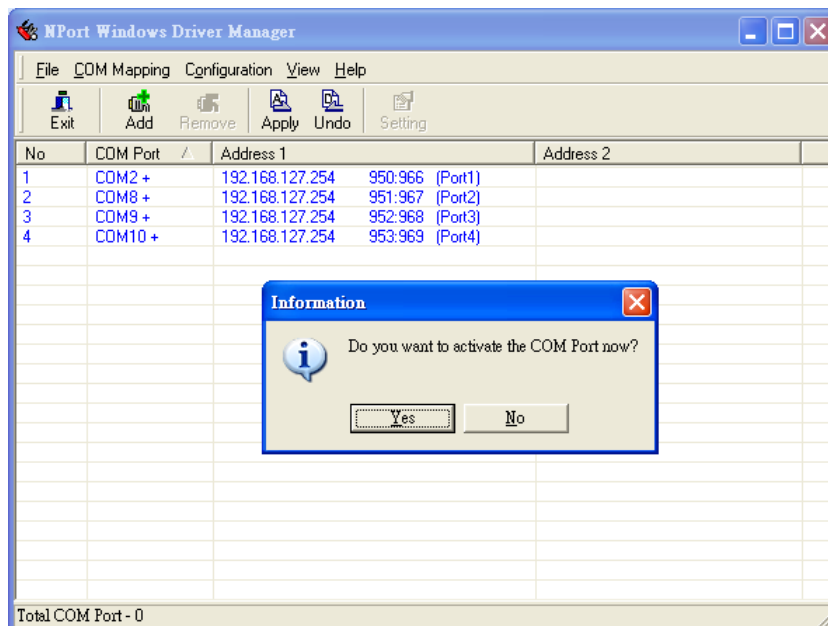 NPort Windows Driver Manager
File COM Mapping Configuration View Help
Exit Add Remove Apply Undo Setting
No COM Port Address 1 Address 2
1 COM2 + 192.168.127.254 950:966 (Port1)
2 COM8 + 192.168.127.254 951:967 (Port2)
3 COM9 + 192.168.127.254 952:968 (Port3)
4 COM10 + 192.168.127.254 953:969 (Port4)
Information
Do you want to activate the COM Port now?
Yes No
Total COM Port - 0